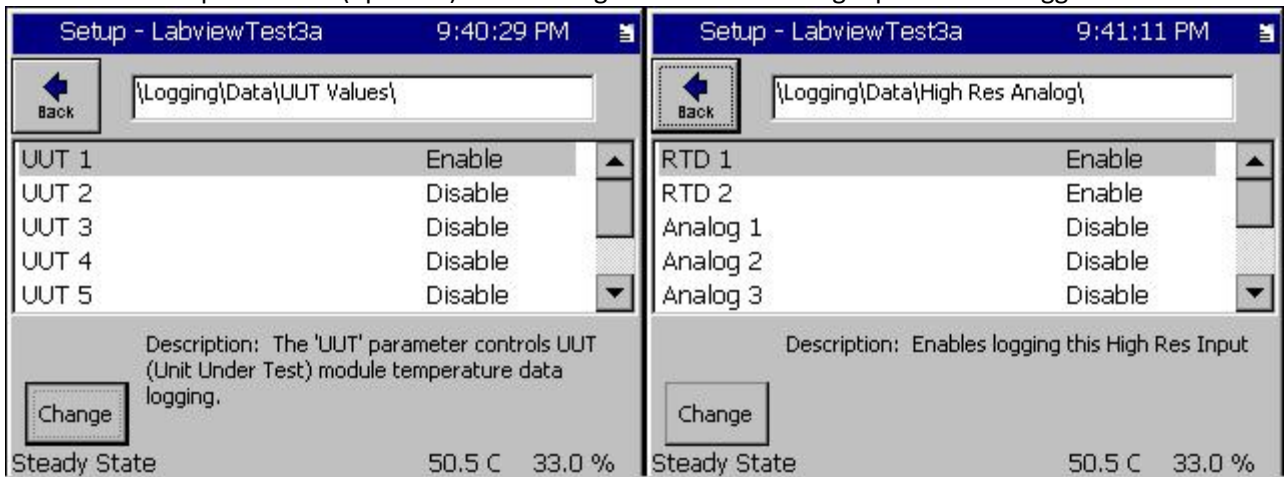 Setup - LabviewTest3a 9:40:29 PM
Back
\Logging\Data\UUT Values\
UUT 1 Enable
UUT 2 Disable
UUT 3 Disable
UUT 4 Disable
UUT 5 Disable
Description: The 'UUT' parameter controls UUT
(Unit Under Test) module temperature data
logging.
Change
Steady State 50.5 C 33.0 %
Setup - LabviewTest3a 9:41:11 PM
Back
\Logging\Data\High Res Analog\
RTD 1 Enable
RTD 2 Enable
Analog 1 Disable
Analog 2 Disable
Analog 3 Disable
Description: Enables logging this High Res Input
Change
Steady State 50.5 C 33.0 %